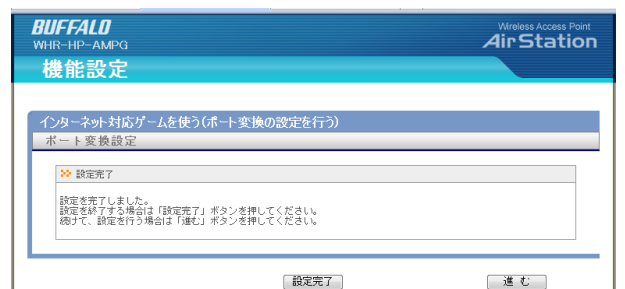 BUFFALO
WHR-HP-AMPG
Wireless Access Point
AirStation
機能設定
インターネット対応ゲームを使う(ポート変換の設定を行う)
ポート変換設定
設定完了
設定を完了しました。
設定を終了する場合は「設定完了」ボタンを押してください。
続けて、設定を行う場合は「進む」ボタンを押してください。
設定完了
進 む